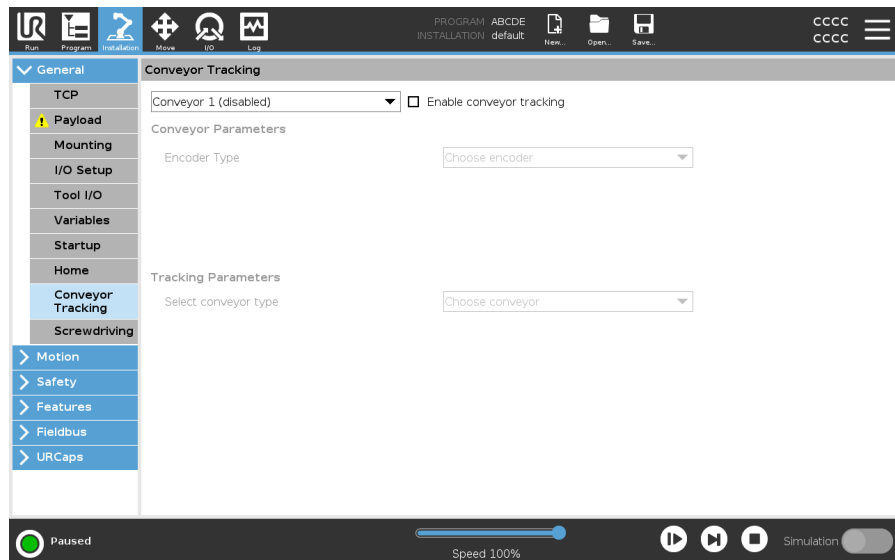 PROGRAM ABCDE
INSTALLATION default
CCCC
CCCC
Run Program Installation Move I/O Log New... Open... Save...
General
Conveyor Tracking
TCP
Payload
Mounting
I/O Setup
Tool I/O
Variables
Startup
Home
Conveyor
Tracking
Screwdriving
Motion
Safety
Features
Fieldbus
URCaps
Conveyor 1 (disabled) Enable conveyor tracking
Conveyor Parameters
Encoder Type Choose encoder
Tracking Parameters
Select conveyor type Choose conveyor
Paused
Speed 100%
Simulation